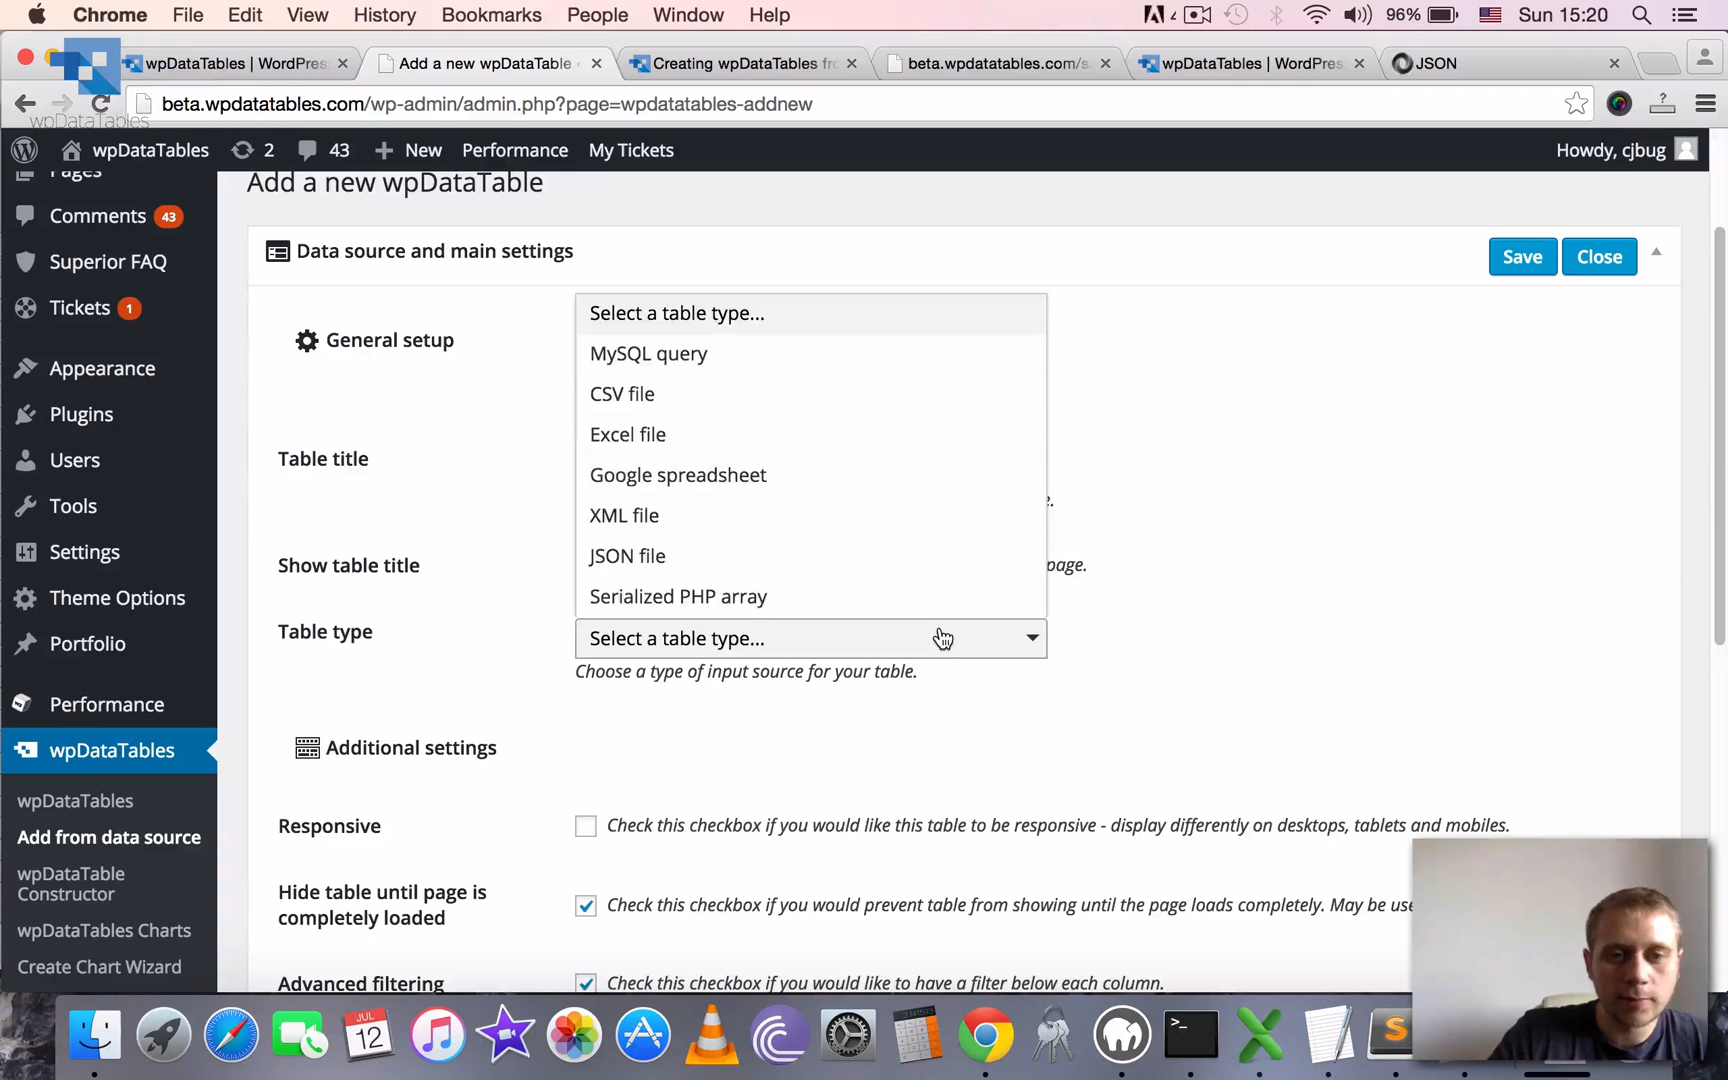 Chrome File Edit View History Bookmarks People Window Help 4 96% Sun 15:20
wpDataTables | WordPres Add a new wpDataTable Creating wpDataTables fr beta.wpdatatables.com/s wpDataTables | WordPres JSON
beta.wpdatatables.com/wp-admin/admin.php?page=wpdatatables-addnew
wpDataTables
wpDataTables 2 43 New Performance My Tickets Howdy, cjbug
Pages
Comments 43
Superior FAQ
Tickets 1
Appearance
Plugins
Users
Tools
Settings
Theme Options
Portfolio
Performance
wpDataTables
wpDataTables
Add from data source
wpDataTable
Constructor
wpDataTables Charts
Create Chart Wizard
Add a new wpDataTable
Data source and main settings Save Close
General setup
Select a table type...
MySQL query
CSV file
Excel file
Google spreadsheet
XML file
JSON file
Serialized PHP array
Table title
e.
Show table title
page.
Table type
Select a table type...
Choose a type of input source for your table.
Additional settings
Responsive Check this checkbox if you would like this table to be responsive - display differently on desktops, tablets and mobiles.
Hide table until page is
completely loaded
Check this checkbox if you would prevent table from showing until the page loads completely. May be use
Advanced filtering Check this checkbox if you would like to have a filter below each column.
JUL
12
3.141593